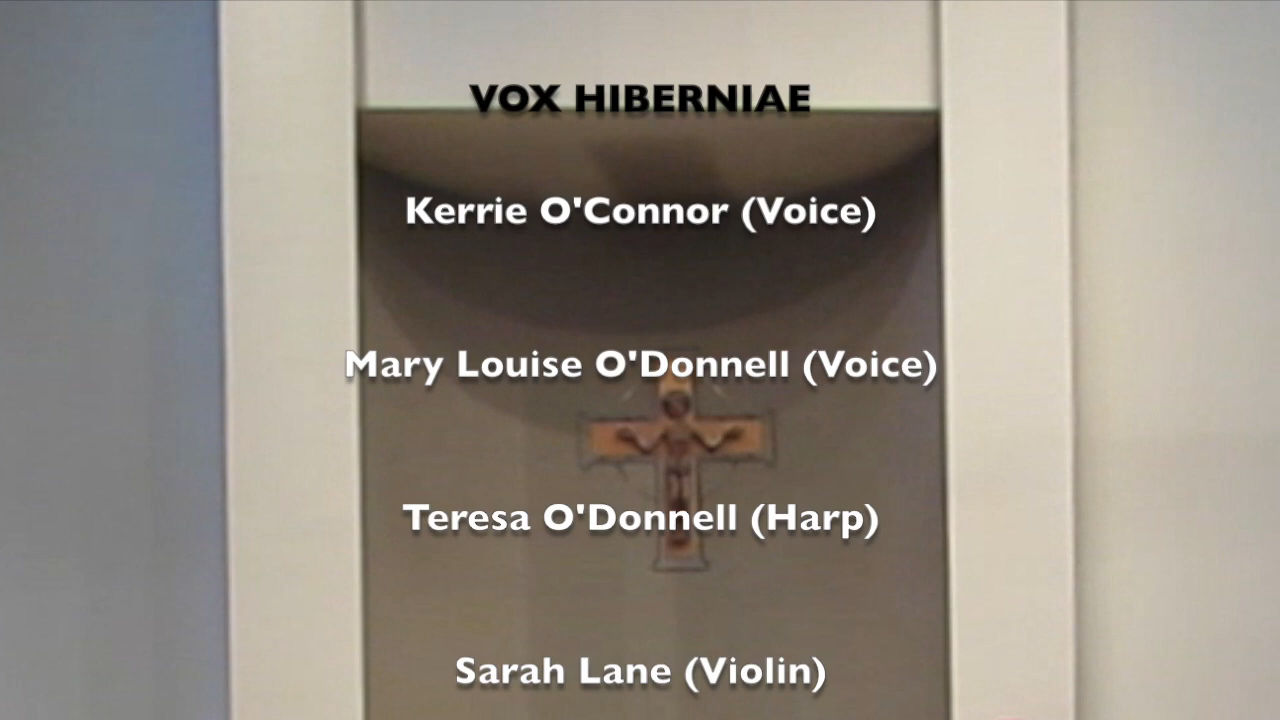 VOX HIBERNIAE
Kerrie O'Connor (Voice)
Mary Louise O'Donnell (Voice)
Teresa O'Donnell (Harp)
Sarah Lane (Violin)